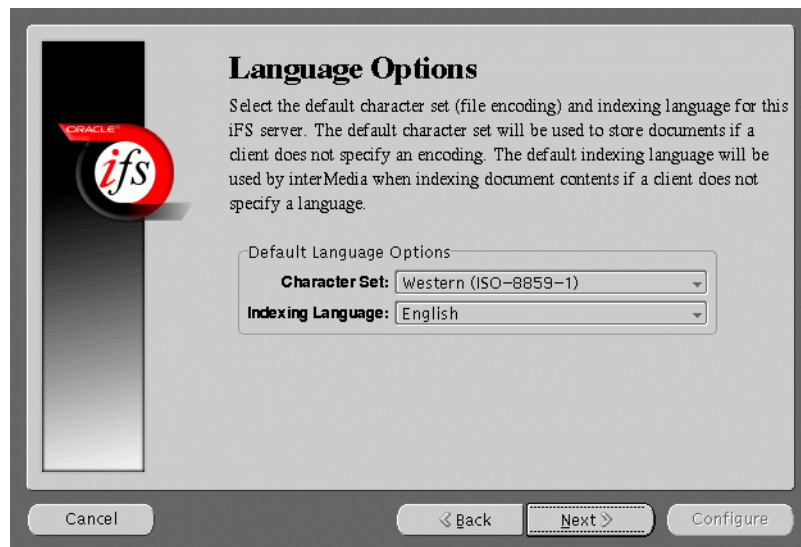 Language Options
Select the default character set (file encoding) and indexing language for this
iFS server. The default character set will be used to store documents if a
client does not specify an encoding. The default indexing language will be
used by interMedia when indexing document contents if a client does not
specify a language.
ORACLE
ifs
Default Language Options
Character Set: Western (ISO-8859-1)
Indexing Language: English
Cancel
Back
Next
Configure